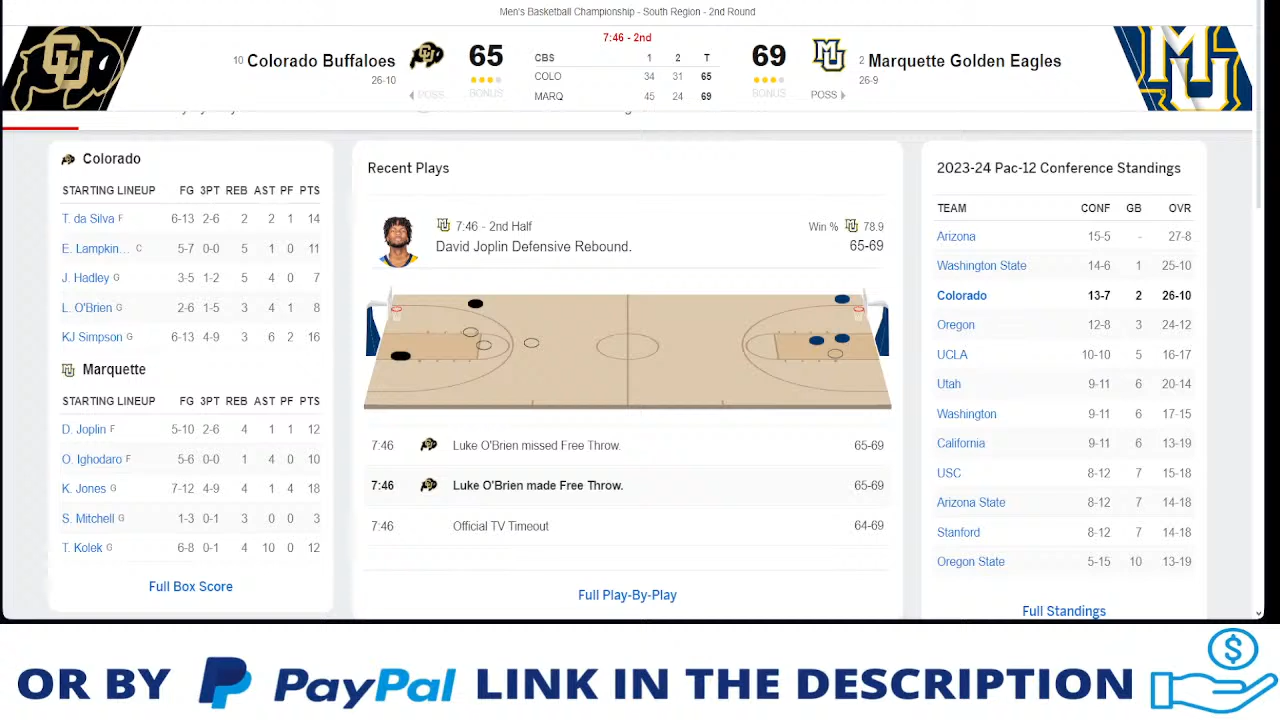 Men's Basketball Championship - South Region - 2nd Round
10 Colorado Buffaloes
26-10
65
BONUS
POSS
7:46 - 2nd
CBS 1 2 T
COLO 34 31 65
MARQ 45 24 69
69
BONUS
POSS
2 Marquette Golden Eagles
26-9
Colorado
STARTING LINEUP FG 3PT REB AST PF PTS
T. da Silva F 6-13 2-6 2 2 1 14
E. Lampkin... C 5-7 0-0 5 1 0 11
J. Hadley G 3-5 1-2 5 4 0 7
L. O'Brien G 2-6 1-5 3 4 1 8
KJ Simpson G 6-13 4-9 3 6 2 16
Marquette
STARTING LINEUP FG 3PT REB AST PF PTS
D. Joplin F 5-10 2-6 4 1 1 12
O. Ighodaro F 5-6 0-0 1 4 0 10
K. Jones G 7-12 4-9 4 1 4 18
S. Mitchell G 1-3 0-1 3 0 0 3
T. Kolek G 6-8 0-1 4 10 0 12
Full Box Score
Recent Plays
7:46 - 2nd Half
David Joplin Defensive Rebound.
Win % 78.9
65-69
7:46 Luke O'Brien missed Free Throw. 65-69
7:46 Luke O'Brien made Free Throw. 65-69
7:46 Official TV Timeout 64-69
Full Play-By-Play
2023-24 Pac-12 Conference Standings
TEAM CONF GB OVR
Arizona 15-5 - 27-8
Washington State 14-6 1 25-10
Colorado 13-7 2 26-10
Oregon 12-8 3 24-12
UCLA 10-10 5 16-17
Utah 9-11 6 20-14
Washington 9-11 6 17-15
California 9-11 6 13-19
USC 8-12 7 15-18
Arizona State 8-12 7 14-18
Stanford 8-12 7 14-18
Oregon State 5-15 10 13-19
Full Standings
OR BY PayPal LINK IN THE DESCRIPTION